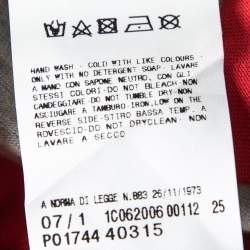 HAND WASH - COLD WITH LIKE COLOURS -
ONLY WITH NO DETERGENT SOAP- LAVARE
A MANO CON SAPONE NEUTRO, CON GLI
STESSI COLORI-DO NOT BLEACH-NON
CANDEGGIARE-DO NOT TUMBLE DRY-NON
ASCIUGARE A TAMBURO-IRON, LOW ON THE
REVERSE SIDE-STIRO BASSA TEMP. A
ROVESCIO-DO NOT DRYCLEAN- NON
LAVARE A SECCO
A NORMA DI LEGGE N.883 26/11/1973
07/1 1C062006 00112 25
P01744 40315